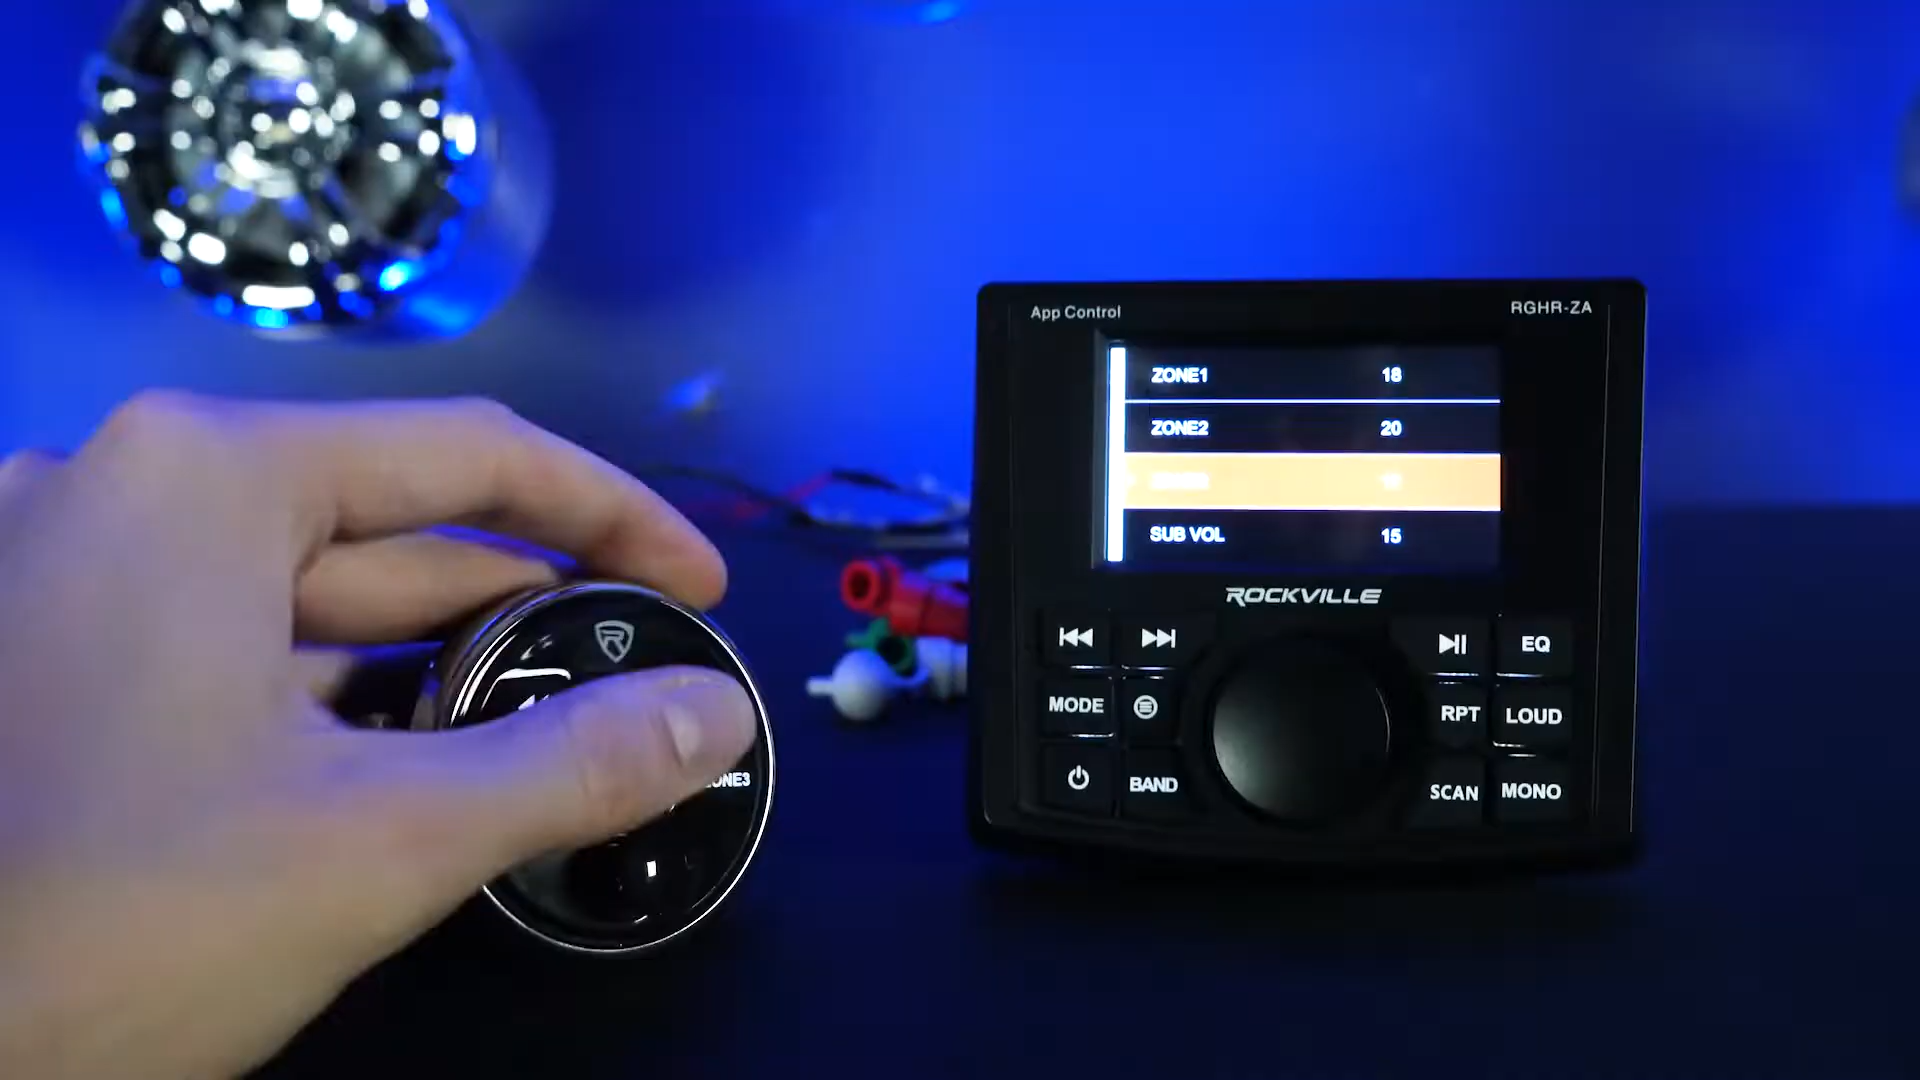 App Control
RGHR-ZA
ZONE1 18
ZONE2 20
SUB VOL 15
ROCKVILLE
EQ
MODE
RPT
LOUD
BAND
SCAN
MONO
R
ZONE3